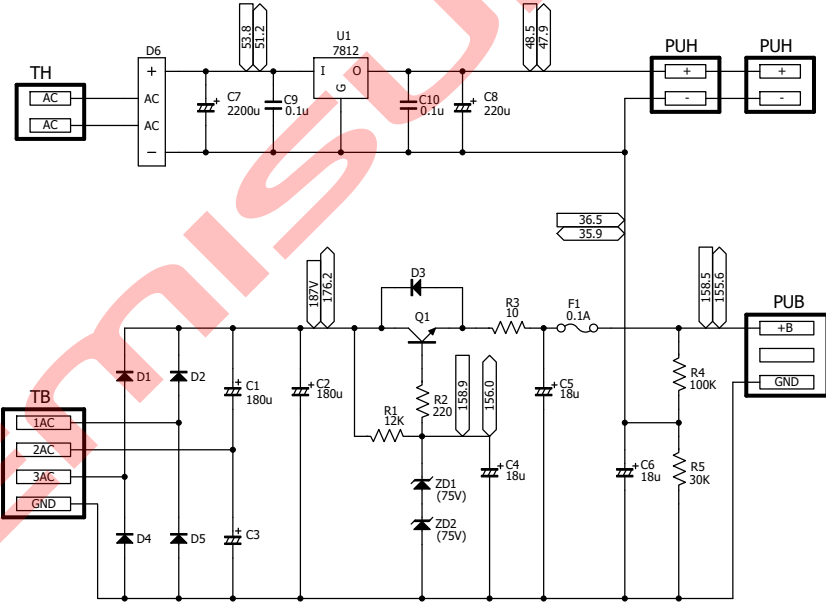 TH
AC
AC
D6
+
AC
AC
−
C7
2200u
+
C9
0.1u
53.8
51.2
U1
7812
I
O
G
C10
0.1u
C8
220u
+
48.5
47.9
PUH
+
-
PUH
+
-
36.5
35.9
TB
1AC
2AC
3AC
GND
D1
D2
D4
D5
+
C1
180u
+
C3
+
C2
180u
187V
176.2
D3
Q1
R1
12K
R2
220
158.9
156.0
ZD1
(75V)
ZD2
(75V)
+
C4
18u
R3
10
F1
0.1A
+
C5
18u
+
C6
18u
R4
100K
R5
30K
158.5
155.6
PUB
+B
GND